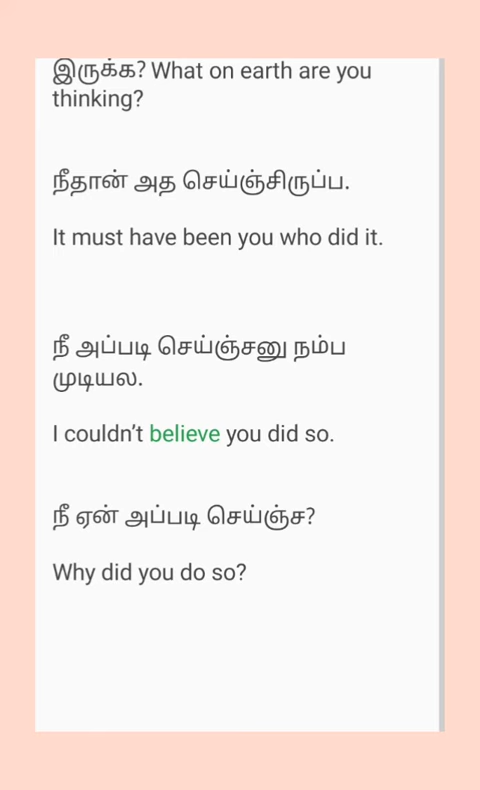 இருக்க? What on earth are you
thinking?
நீதான் அத செய்ஞ்சிருப்ப.
It must have been you who did it.
நீ அப்படி செய்ஞ்சனு நம்ப
முடியல.
I couldn’t believe you did so.
நீ ஏன் அப்படி செய்ஞ்ச?
Why did you do so?